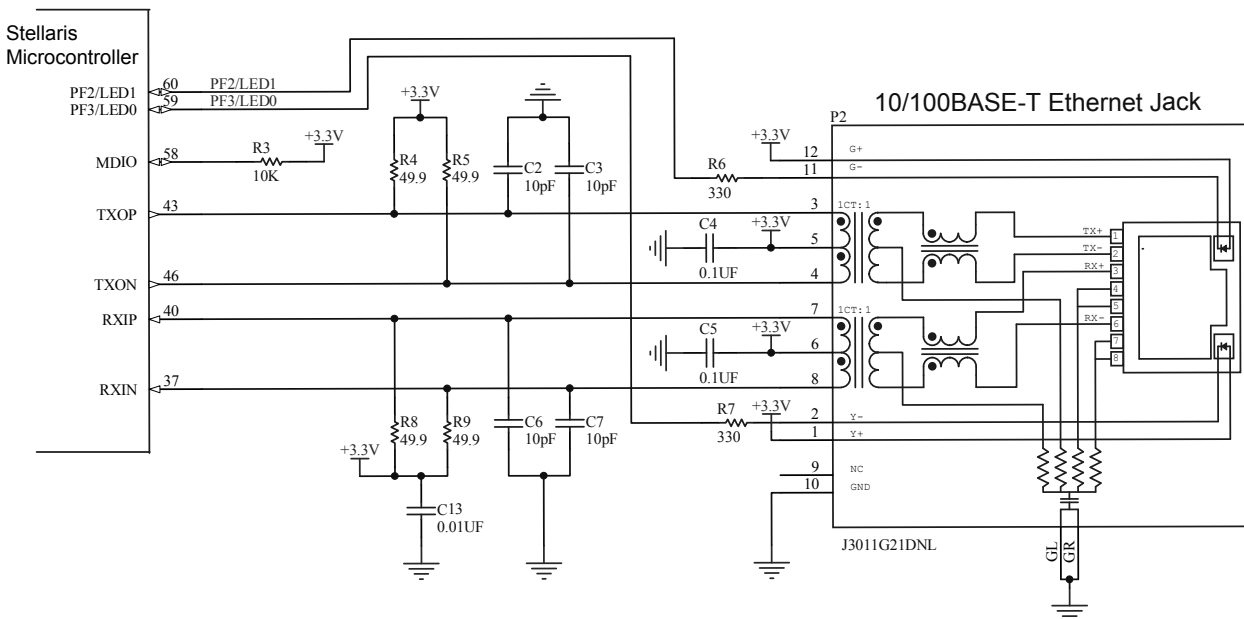 Stellaris
Microcontroller
PF2/LED1
60
PF2/LED1
PF3/LED0
59
PF3/LED0
MDIO
58
R3
10K
+3.3V
TXOP
43
TXON
46
RXIP
40
RXIN
37
+3.3V
R4
49.9
R5
49.9
C2
10pF
C3
10pF
R6
330
C4
0.1UF
+3.3V
C5
0.1UF
+3.3V
R8
49.9
R9
49.9
C6
10pF
C7
10pF
+3.3V
C13
0.01UF
R7
330
+3.3V
10/100BASE-T Ethernet Jack
P2
+3.3V
12
G+
11
G-
3
1CT:1
5
4
7
1CT:1
6
8
2
Y-
1
Y+
9
NC
10
GND
TX+
1
TX-
2
RX+
3
4
5
RX-
6
7
8
J3011G21DNL
GL
GR